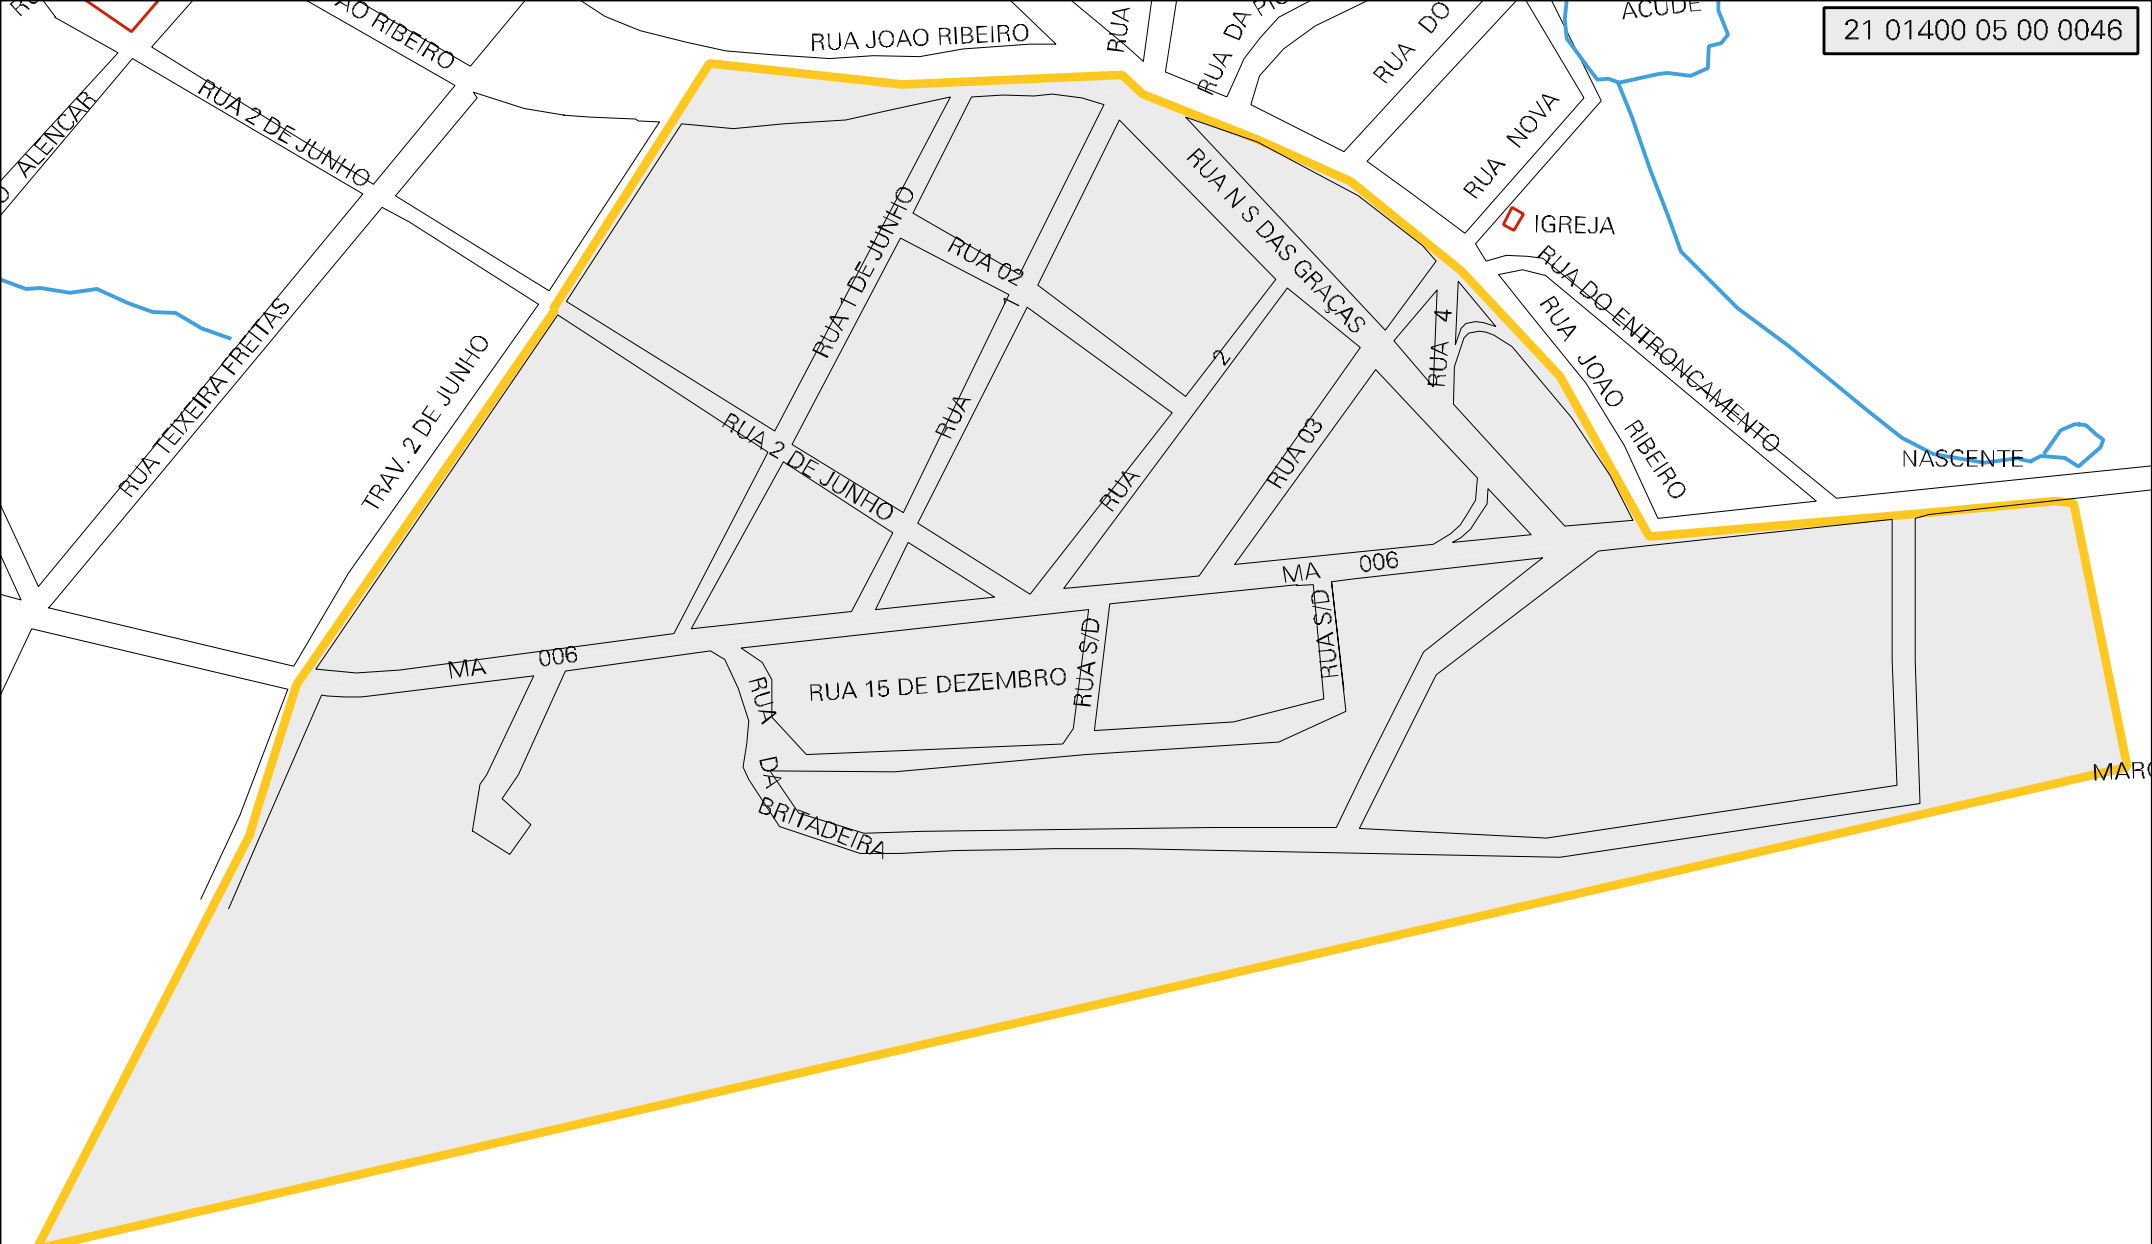 21 01400 05 00 0046
AÇUDE
RUA JOAO RIBEIRO
RUA
RUA DA
RUA DO
RUA NOVA
RIBEIRO
RUA 2 DE JUNHO
ALENCAR
IGREJA
RUA DO ENTRONCAMENTO
RUA JOAO RIBEIRO
NASCENTE
RUA N S DAS GRAÇAS
RUA 1 DE JUNHO
RUA 02
RUA 4
RUA TEIXEIRA FREITAS
TRAV. 2 DE JUNHO
RUA
RUA 2
RUA 03
RUA 2 DE JUNHO
MA 006
MA 006
RUA S/D
RUA S/D
RUA 15 DE DEZEMBRO
RUA DA BRITADEIRA